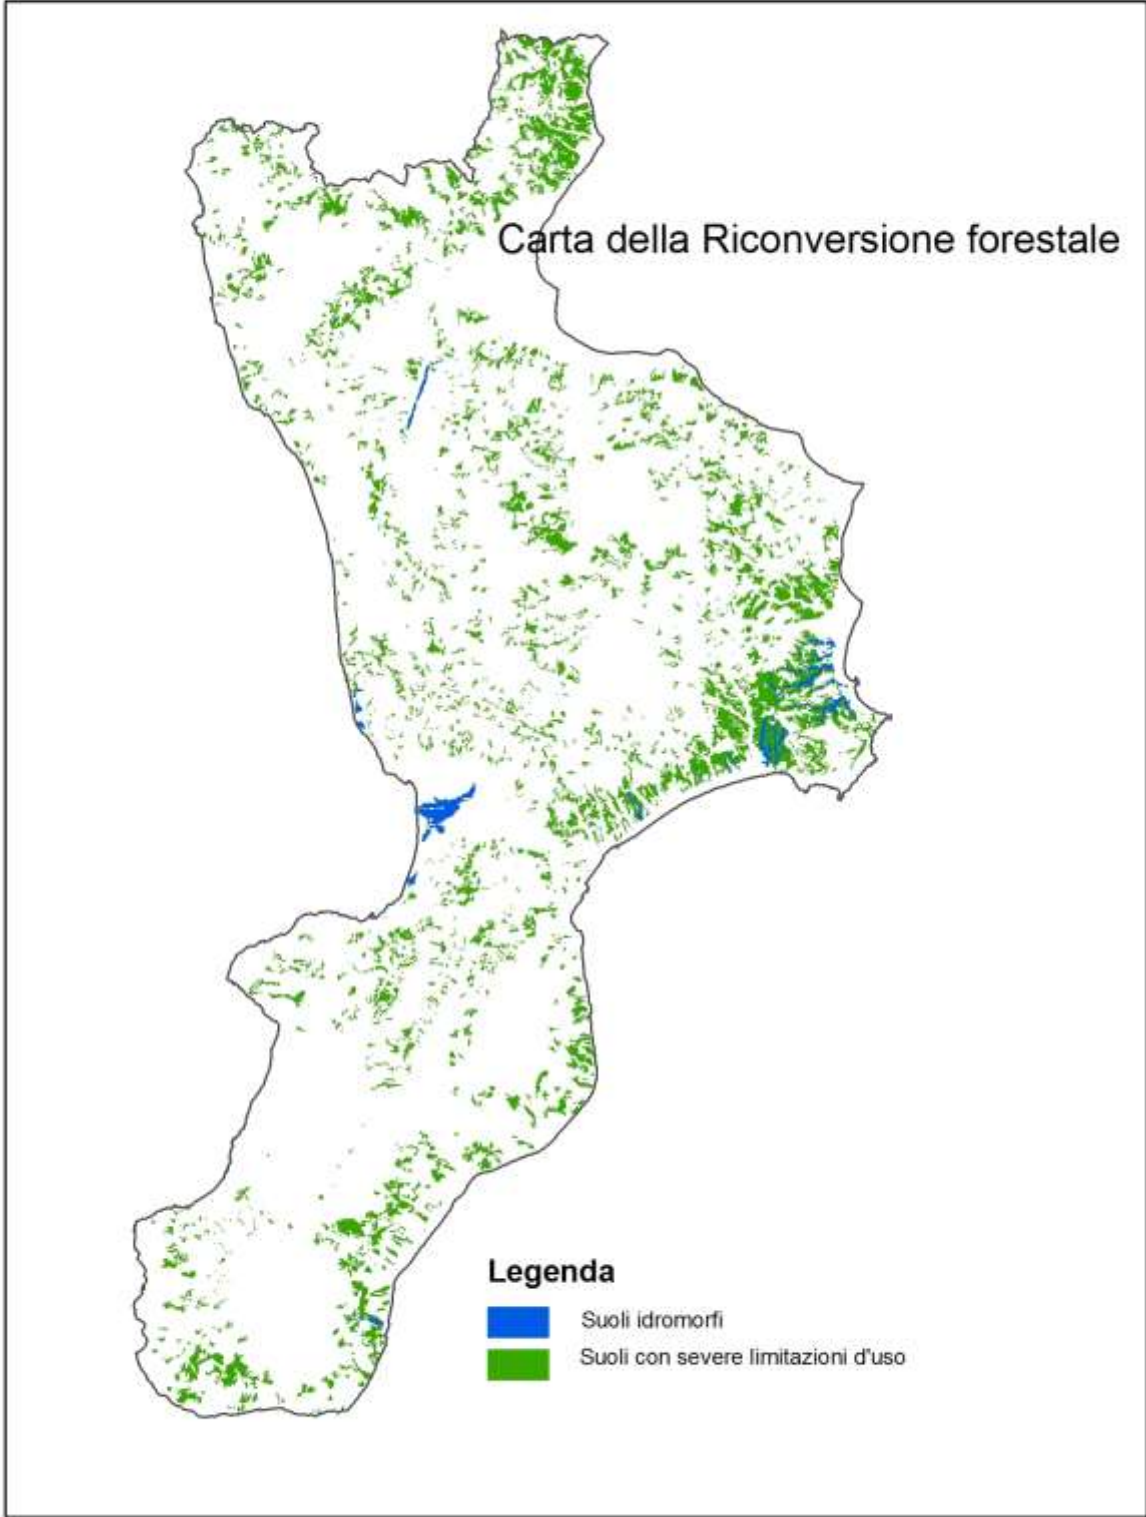 Carta della Riconversione forestale
Legenda
Suoli idromorfi
Suoli con severe limitazioni d'uso